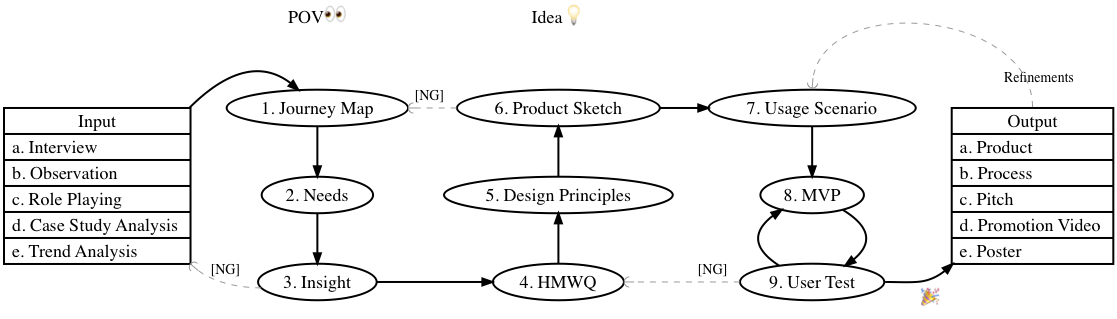 POV👀
Idea💡
Input
a. Interview
b. Observation
c. Role Playing
d. Case Study Analysis
e. Trend Analysis
1. Journey Map
2. Needs
3. Insight
[NG]
[NG]
6. Product Sketch
5. Design Principles
4. HMWQ
[NG]
7. Usage Scenario
8. MVP
9. User Test
🎉
Refinements
Output
a. Product
b. Process
c. Pitch
d. Promotion Video
e. Poster